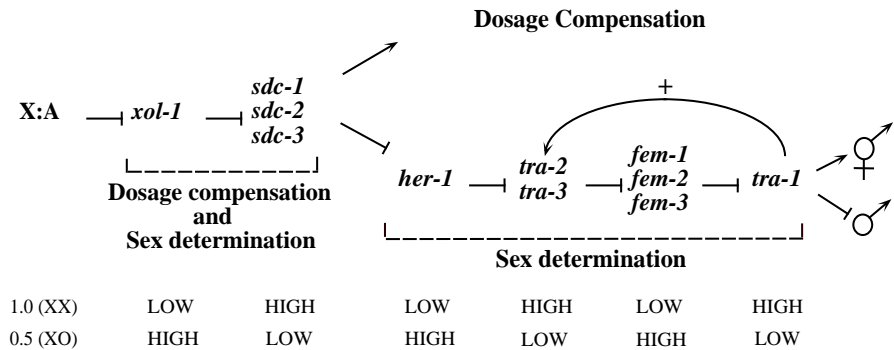 Dosage Compensation
X:A
xol-1
sdc-1
sdc-2
sdc-3
+
her-1
tra-2
tra-3
fem-1
fem-2
fem-3
tra-1
Dosage compensation
and
Sex determination
Sex determination
1.0 (XX) LOW HIGH LOW HIGH LOW HIGH
0.5 (XO) HIGH LOW HIGH LOW HIGH LOW